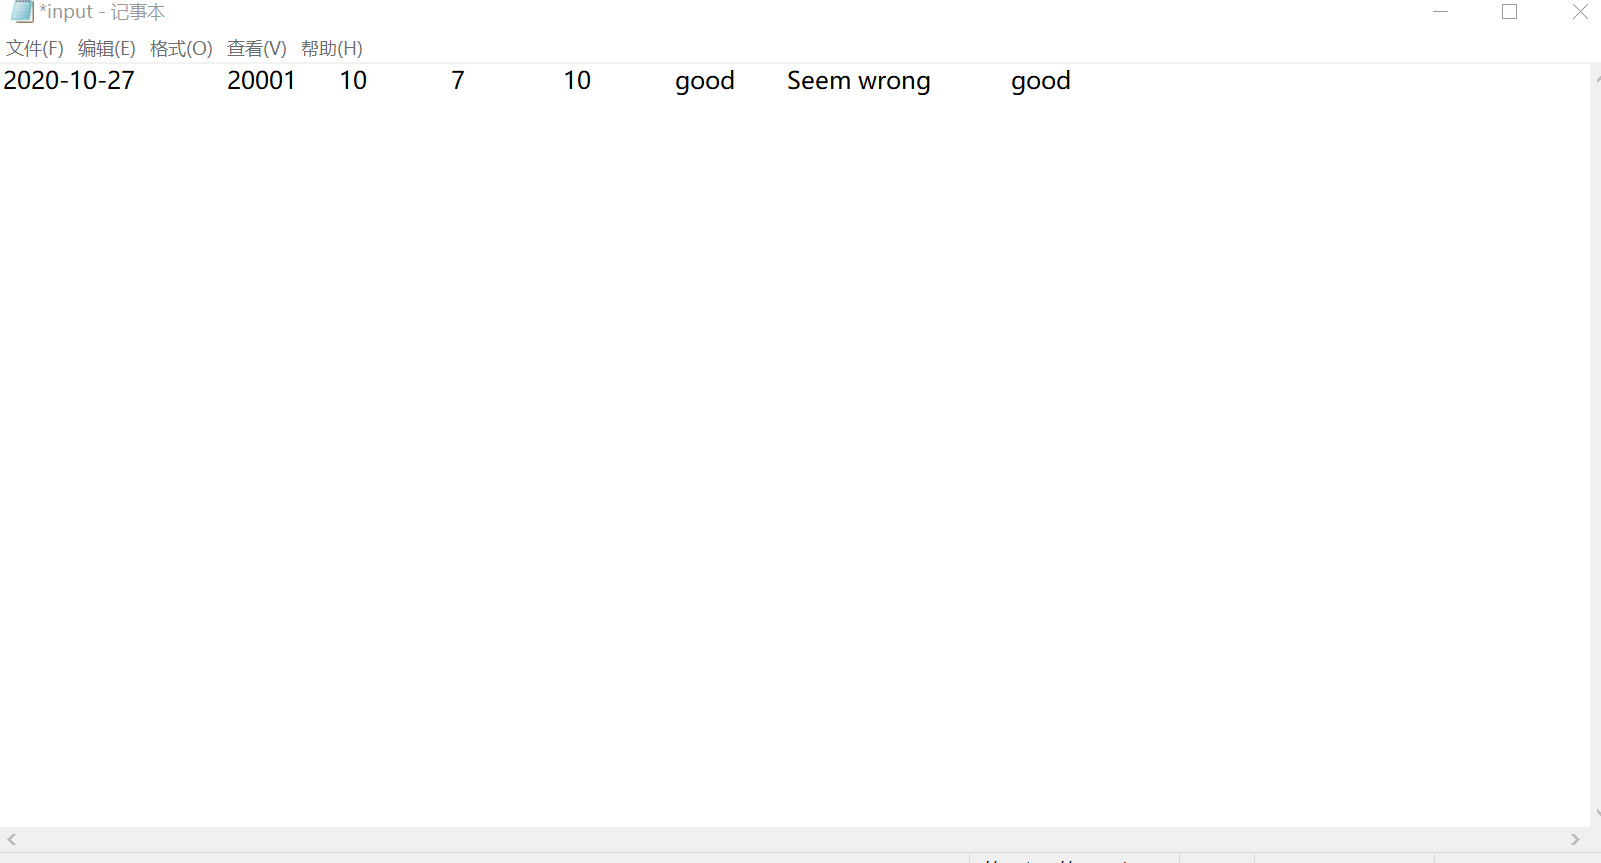 *input - 记事本
文件(F) 编辑(E) 格式(O) 查看(V) 帮助(H)
2020-10-27 20001 10 7 10 good Seem wrong good